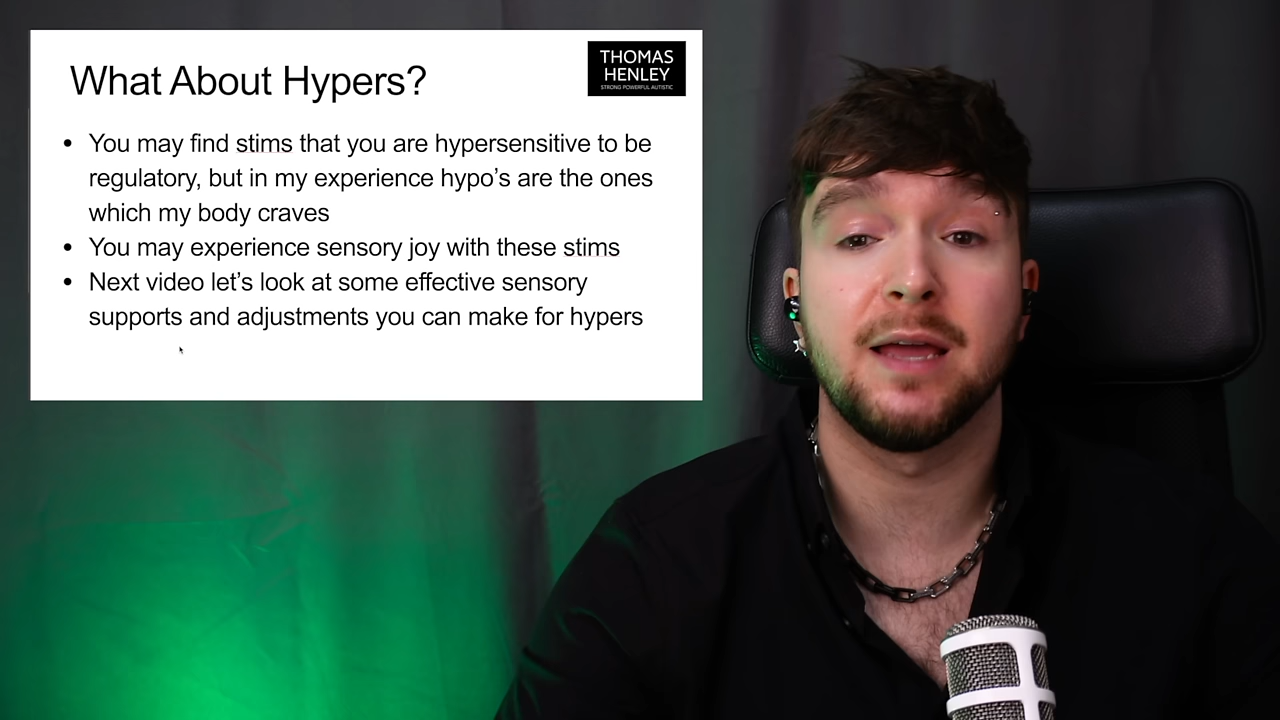 What About Hypers?
THOMAS
HENLEY
STRONG POWERFUL AUTISTIC
• You may find stims that you are hypersensitive to be
regulatory, but in my experience hypo’s are the ones
which my body craves
• You may experience sensory joy with these stims
• Next video let’s look at some effective sensory
supports and adjustments you can make for hypers